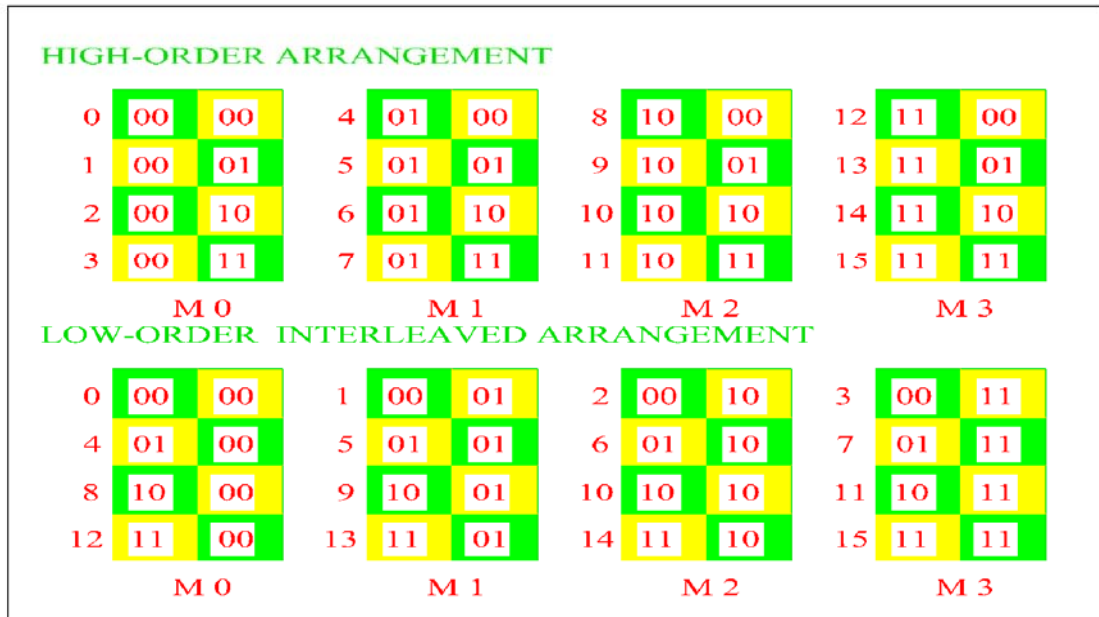 HIGH-ORDER ARRANGEMENT
0 00 00 4 01 00 8 10 00 12 11 00
1 00 01 5 01 01 9 10 01 13 11 01
2 00 10 6 01 10 10 10 10 14 11 10
3 00 11 7 01 11 11 10 11 15 11 11
M 0 M 1 M 2 M 3
LOW-ORDER INTERLEAVED ARRANGEMENT
0 00 00 1 00 01 2 00 10 3 00 11
4 01 00 5 01 01 6 01 10 7 01 11
8 10 00 9 10 01 10 10 10 11 10 11
12 11 00 13 11 01 14 11 10 15 11 11
M 0 M 1 M 2 M 3